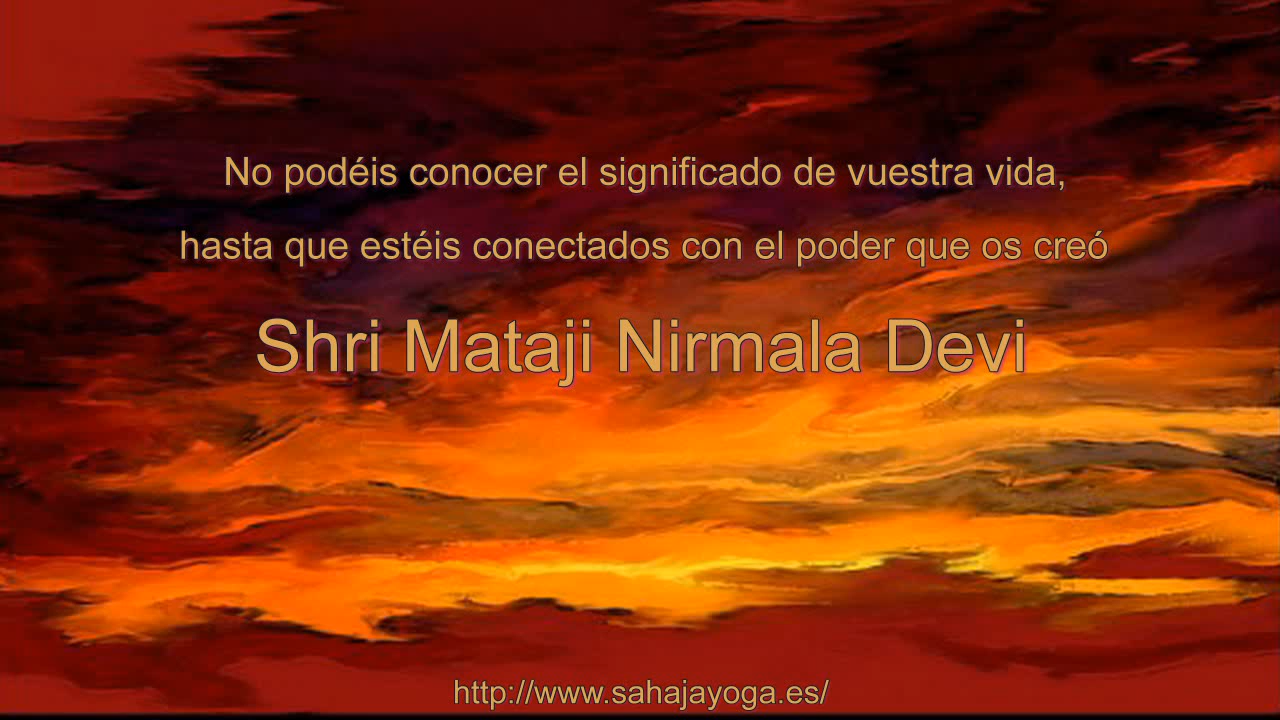 No podéis conocer el significado de vuestra vida,
hasta que estéis conectados con el poder que os creó
Shri Mataji Nirmala Devi
http://www.sahajayoga.es/